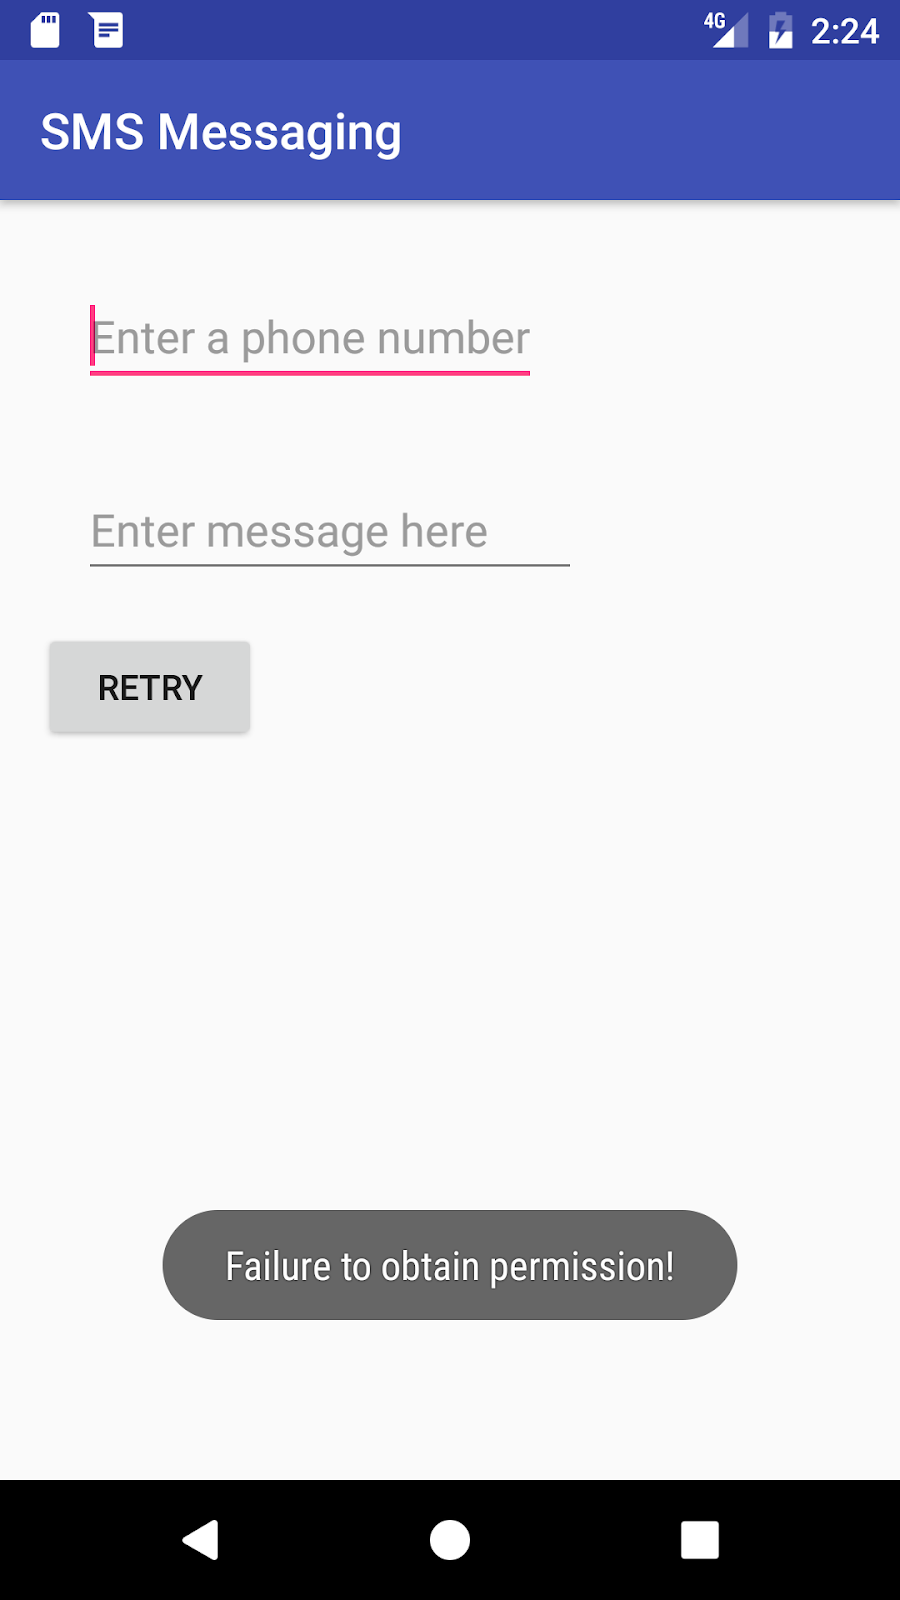 4G 2:24
SMS Messaging
Enter a phone number
Enter message here
RETRY
Failure to obtain permission!